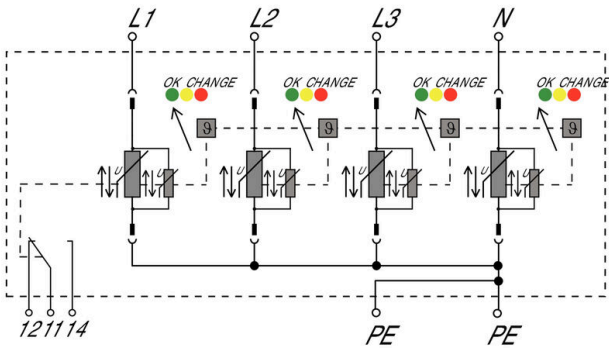 L1 L2 L3 N
OK CHANGE OK CHANGE OK CHANGE OK CHANGE
ϑ ϑ ϑ ϑ
U U U U U U U U
12 11 14 PE PE